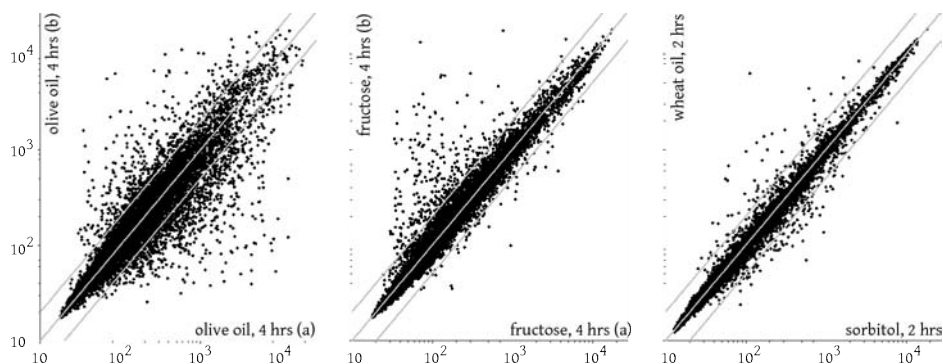 olive oil, 4 hrs (b)
10⁴
10³
10²
10
olive oil, 4 hrs (a)
10 10² 10³ 10⁴
fructose, 4 hrs (b)
fructose, 4 hrs (a)
10 10² 10³ 10⁴
wheat oil, 2 hrs
sorbitol, 2 hrs
10 10² 10³ 10⁴